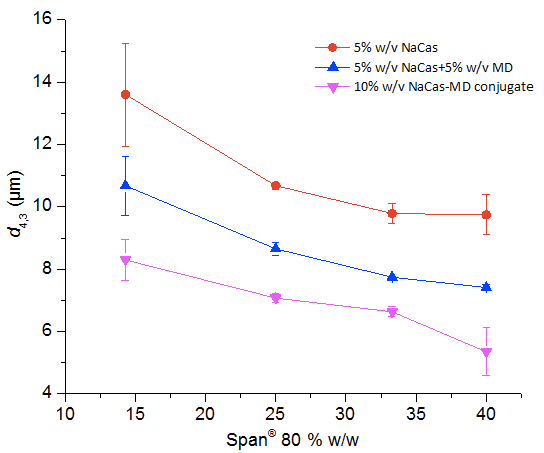 16
14
12
10
8
6
4
d4,3 (μm)
5% w/v NaCas
5% w/v NaCas+5% w/v MD
10% w/v NaCas-MD conjugate
10 15 20 25 30 35 40
Span® 80 % w/w